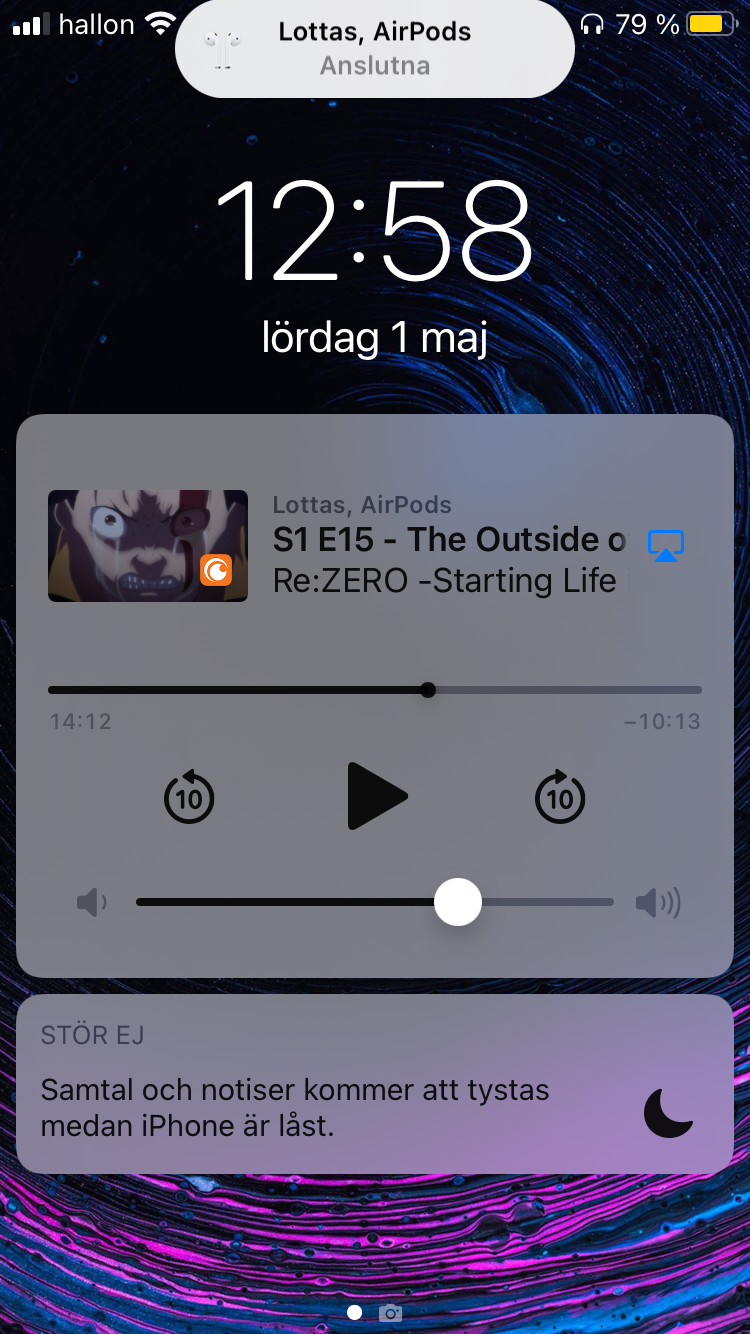 hallon
79 %
Lottas, AirPods
Anslutna
12:58
lördag 1 maj
Lottas, AirPods
S1 E15 - The Outside o
Re:ZERO -Starting Life
14:12
−10:13
10
10
STÖR EJ
Samtal och notiser kommer att tystas
medan iPhone är låst.